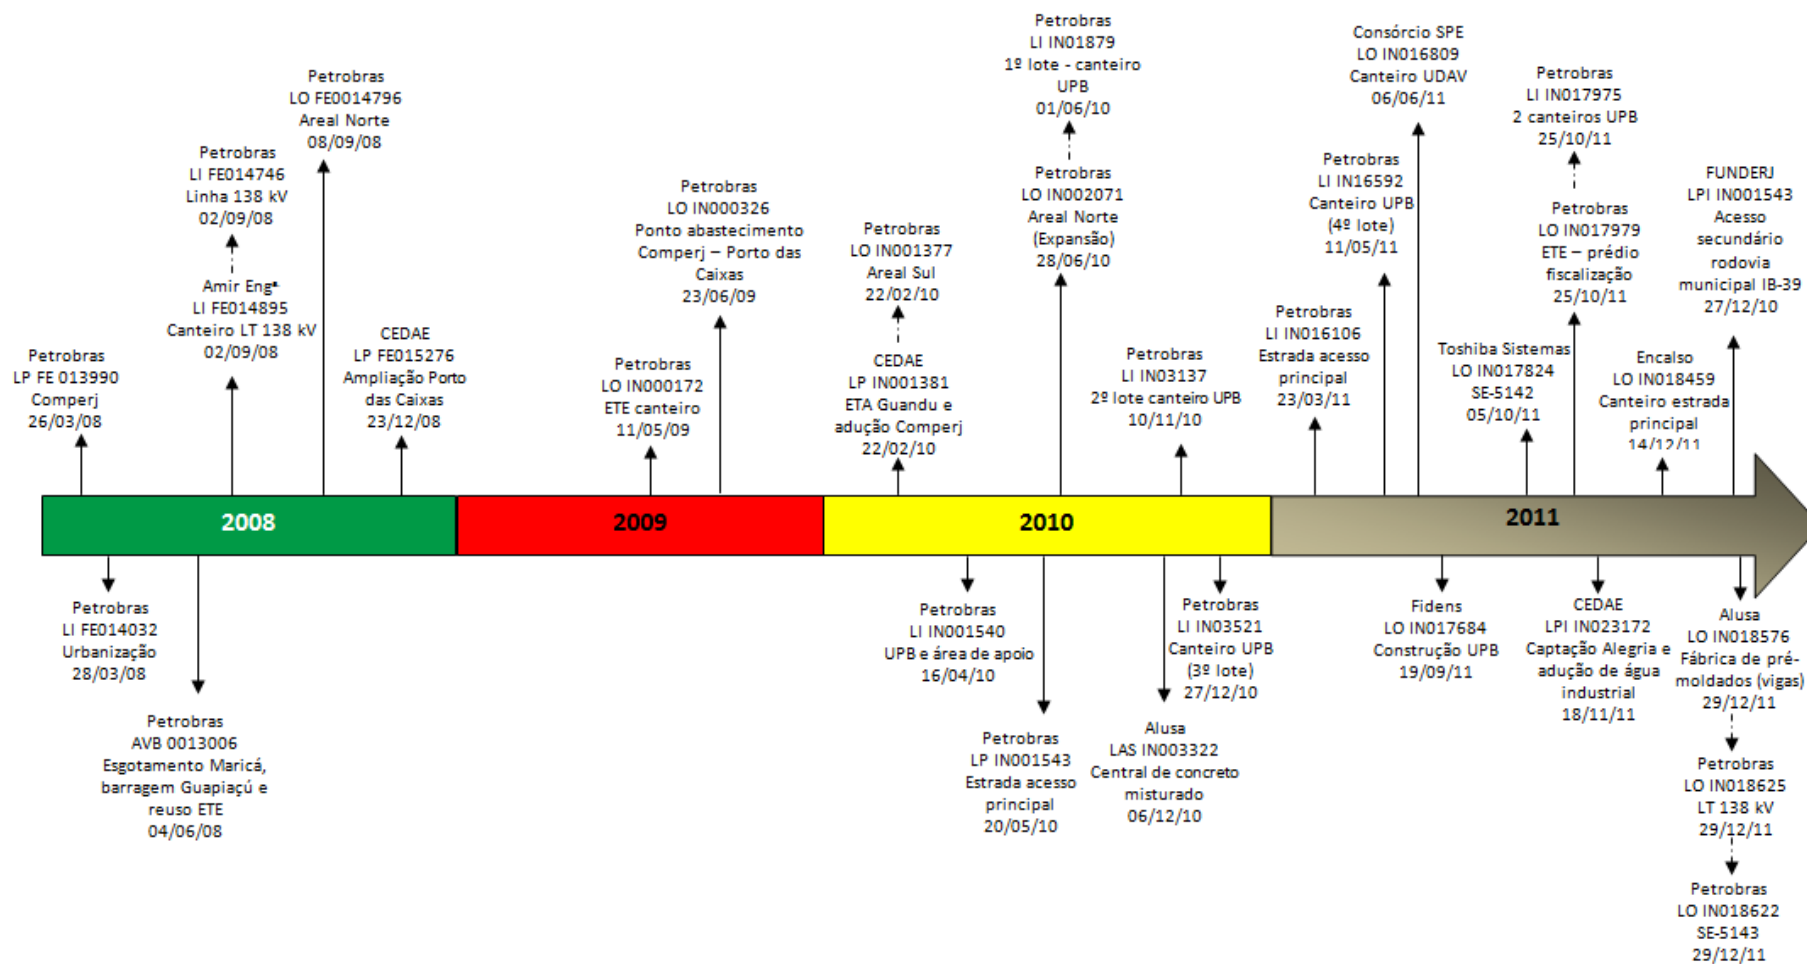 Petrobras
LP FE 013990
Comperj
26/03/08
Petrobras
LI FE014746
Linha 138 kV
02/09/08
Amir Engª
LI FE014895
Canteiro LT 138 kV
02/09/08
Petrobras
LO FE0014796
Areal Norte
08/09/08
CEDAE
LP FE015276
Ampliação Porto
das Caixas
23/12/08
Petrobras
LO IN000172
ETE canteiro
11/05/09
Petrobras
LO IN000326
Ponto abastecimento
Comperj – Porto das
Caixas
23/06/09
Petrobras
LO IN001377
Areal Sul
22/02/10
CEDAE
LP IN001381
ETA Guandu e
adução Comperj
22/02/10
Petrobras
LI IN01879
1º lote - canteiro
UPB
01/06/10
Petrobras
LO IN002071
Areal Norte
(Expansão)
28/06/10
Petrobras
LI IN03137
2º lote canteiro UPB
10/11/10
Petrobras
LI IN016106
Estrada acesso
principal
23/03/11
Petrobras
LI IN16592
Canteiro UPB
(4º lote)
11/05/11
Consórcio SPE
LO IN016809
Canteiro UDAV
06/06/11
Toshiba Sistemas
LO IN017824
SE-5142
05/10/11
Petrobras
LI IN017975
2 canteiros UPB
25/10/11
Petrobras
LO IN017979
ETE – prédio
fiscalização
25/10/11
Encalso
LO IN018459
Canteiro estrada
principal
14/12/11
FUNDERJ
LPI IN001543
Acesso
secundário
rodovia
municipal IB-39
27/12/10
2008
2009
2010
2011
Petrobras
LI FE014032
Urbanização
28/03/08
Petrobras
AVB 0013006
Esgotamento Maricá,
barragem Guapiaçú e
reuso ETE
04/06/08
Petrobras
LI IN001540
UPB e área de apoio
16/04/10
Petrobras
LP IN001543
Estrada acesso
principal
20/05/10
Alusa
LAS IN003322
Central de concreto
misturado
06/12/10
Petrobras
LI IN03521
Canteiro UPB
(3º lote)
27/12/10
Fidens
LO IN017684
Construção UPB
19/09/11
CEDAE
LPI IN023172
Captação Alegria e
adução de água
industrial
18/11/11
Alusa
LO IN018576
Fábrica de pré-
moldados (vigas)
29/12/11
Petrobras
LO IN018625
LT 138 kV
29/12/11
Petrobras
LO IN018622
SE-5143
29/12/11